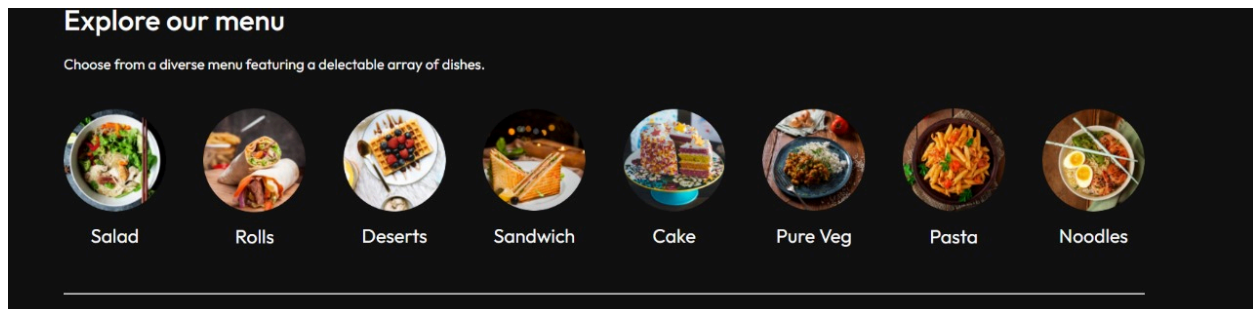 Explore our menu
Choose from a diverse menu featuring a delectable array of dishes.
Salad Rolls Deserts Sandwich Cake Pure Veg Pasta Noodles